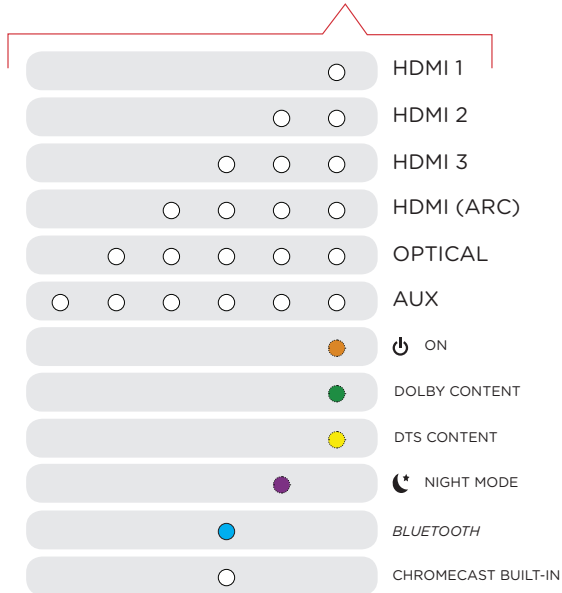 HDMI 1
HDMI 2
HDMI 3
HDMI (ARC)
OPTICAL
AUX
ON
DOLBY CONTENT
DTS CONTENT
NIGHT MODE
BLUETOOTH
CHROMECAST BUILT-IN